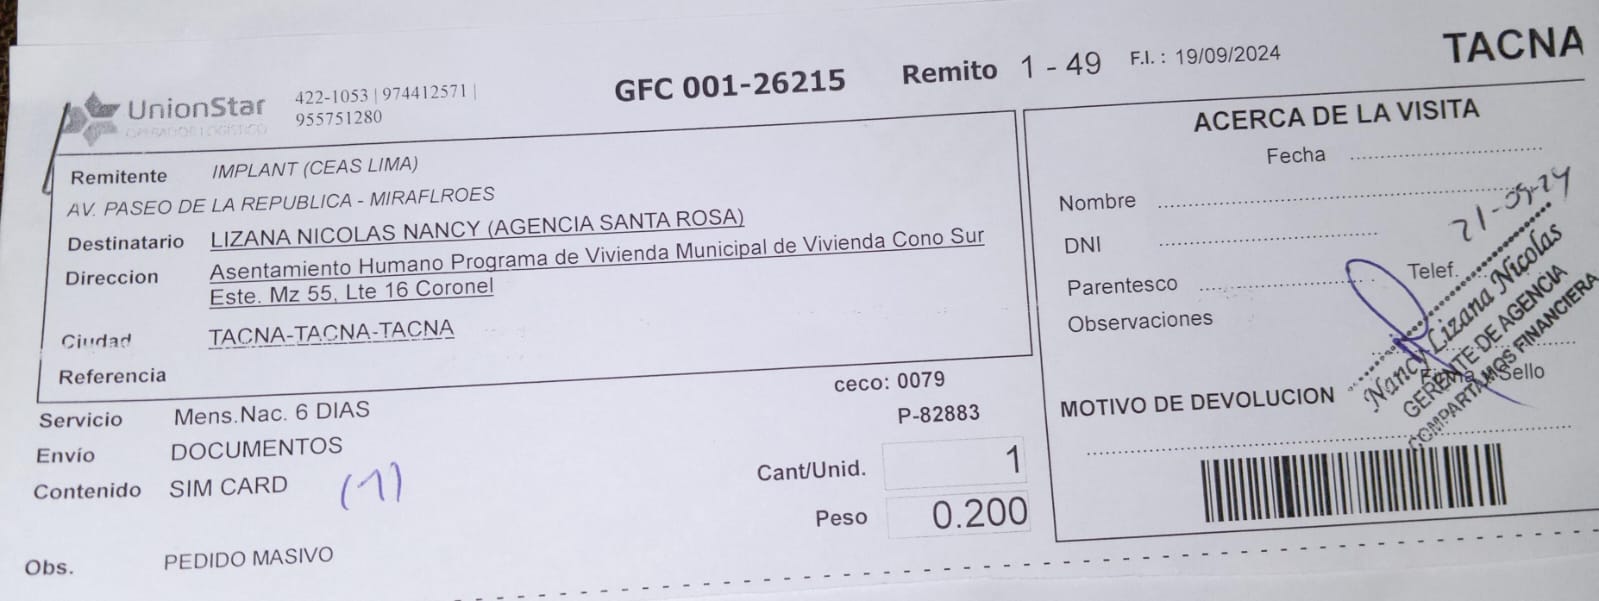 UnionStar
OPERADOR LOGISTICO
422-1053 | 974412571 |
955751280
GFC 001-26215
Remito 1 - 49 F.I. : 19/09/2024
TACNA
Remitente IMPLANT (CEAS LIMA)
AV. PASEO DE LA REPUBLICA - MIRAFLROES
Destinatario LIZANA NICOLAS NANCY (AGENCIA SANTA ROSA)
Direccion Asentamiento Humano Programa de Vivienda Municipal de Vivienda Cono Sur
Este. Mz 55, Lte 16 Coronel
Ciudad TACNA-TACNA-TACNA
Referencia
ceco: 0079
Servicio Mens.Nac. 6 DIAS
P-82883
Envío DOCUMENTOS
Contenido SIM CARD (1)
Cant/Unid. 1
Peso 0.200
Obs. PEDIDO MASIVO
ACERCA DE LA VISITA
Fecha
Nombre
DNI
Parentesco
Telef.
Observaciones
21-09-24
Nancy Lizana Nicolas
GERENTE DE AGENCIA
COMPARTAMOS FINANCIERA
Firma y Sello
MOTIVO DE DEVOLUCION